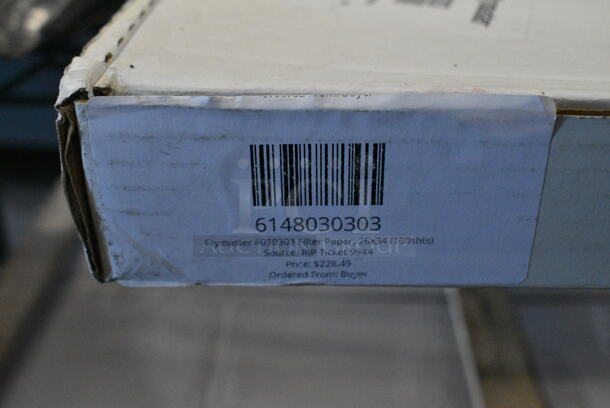 6148030303
Frymaster 8030303 Filter Paper, 26x34 (100shts)
Source: RIP Ticket 9944
Price: $228.49
Ordered From: Buyer